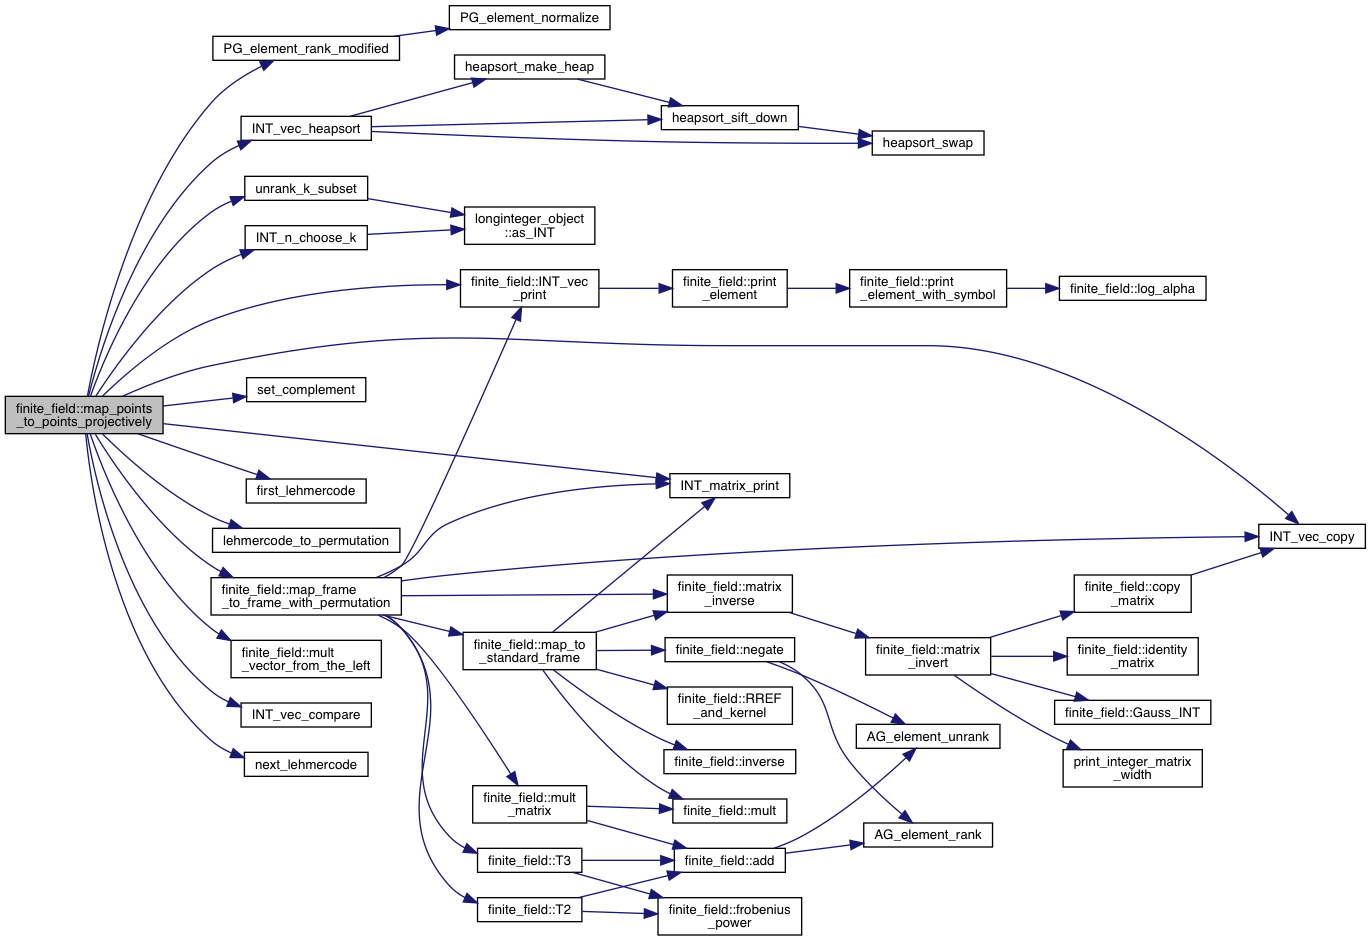 PG_element_normalize
PG_element_rank_modified
heapsort_make_heap
heapsort_sift_down
INT_vec_heapsort
heapsort_swap
unrank_k_subset
longinteger_object
::as_INT
INT_n_choose_k
finite_field::INT_vec
_print
finite_field::print
_element
finite_field::print
_element_with_symbol
finite_field::log_alpha
set_complement
finite_field::map_points
_to_points_projectively
INT_matrix_print
first_lehmercode
lehmercode_to_permutation
INT_vec_copy
finite_field::map_frame
_to_frame_with_permutation
finite_field::matrix
_inverse
finite_field::copy
_matrix
finite_field::mult
_vector_from_the_left
finite_field::map_to
_standard_frame
finite_field::negate
finite_field::matrix
_invert
finite_field::identity
_matrix
finite_field::RREF
_and_kernel
finite_field::Gauss_INT
INT_vec_compare
AG_element_unrank
next_lehmercode
finite_field::inverse
print_integer_matrix
_width
finite_field::mult
_matrix
finite_field::mult
AG_element_rank
finite_field::T3
finite_field::add
finite_field::T2
finite_field::frobenius
_power